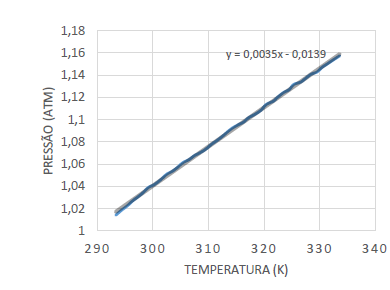 1,18
1,16
1,14
1,12
1,1
1,08
1,06
1,04
1,02
1
PRESSÃO (ATM)
y = 0,0035x - 0,0139
290 300 310 320 330 340
TEMPERATURA (K)